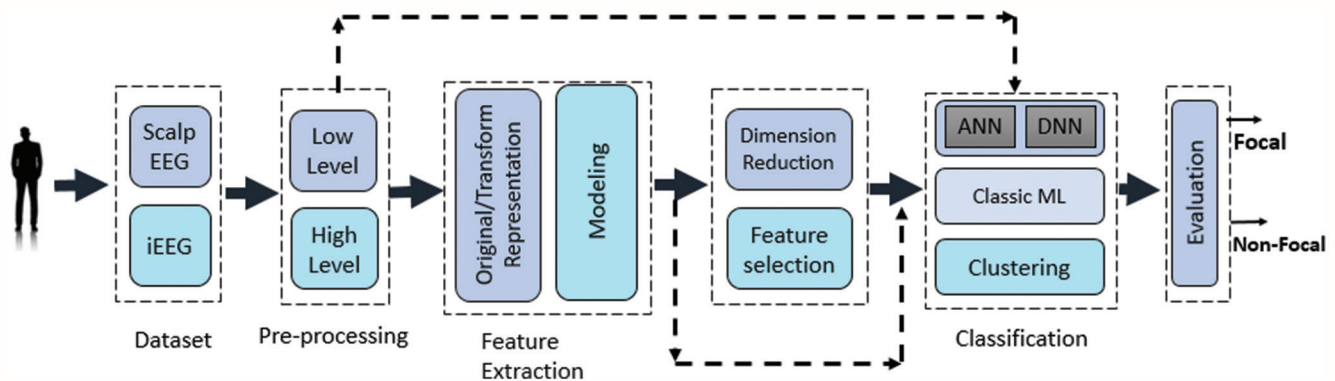 Scalp
EEG
iEEG
Dataset
Low
Level
High
Level
Pre-processing
Original/Transform
Representation
Modeling
Feature
Extraction
Dimension
Reduction
Feature
selection
ANN
DNN
Classic ML
Clustering
Classification
Evaluation
Focal
Non-Focal